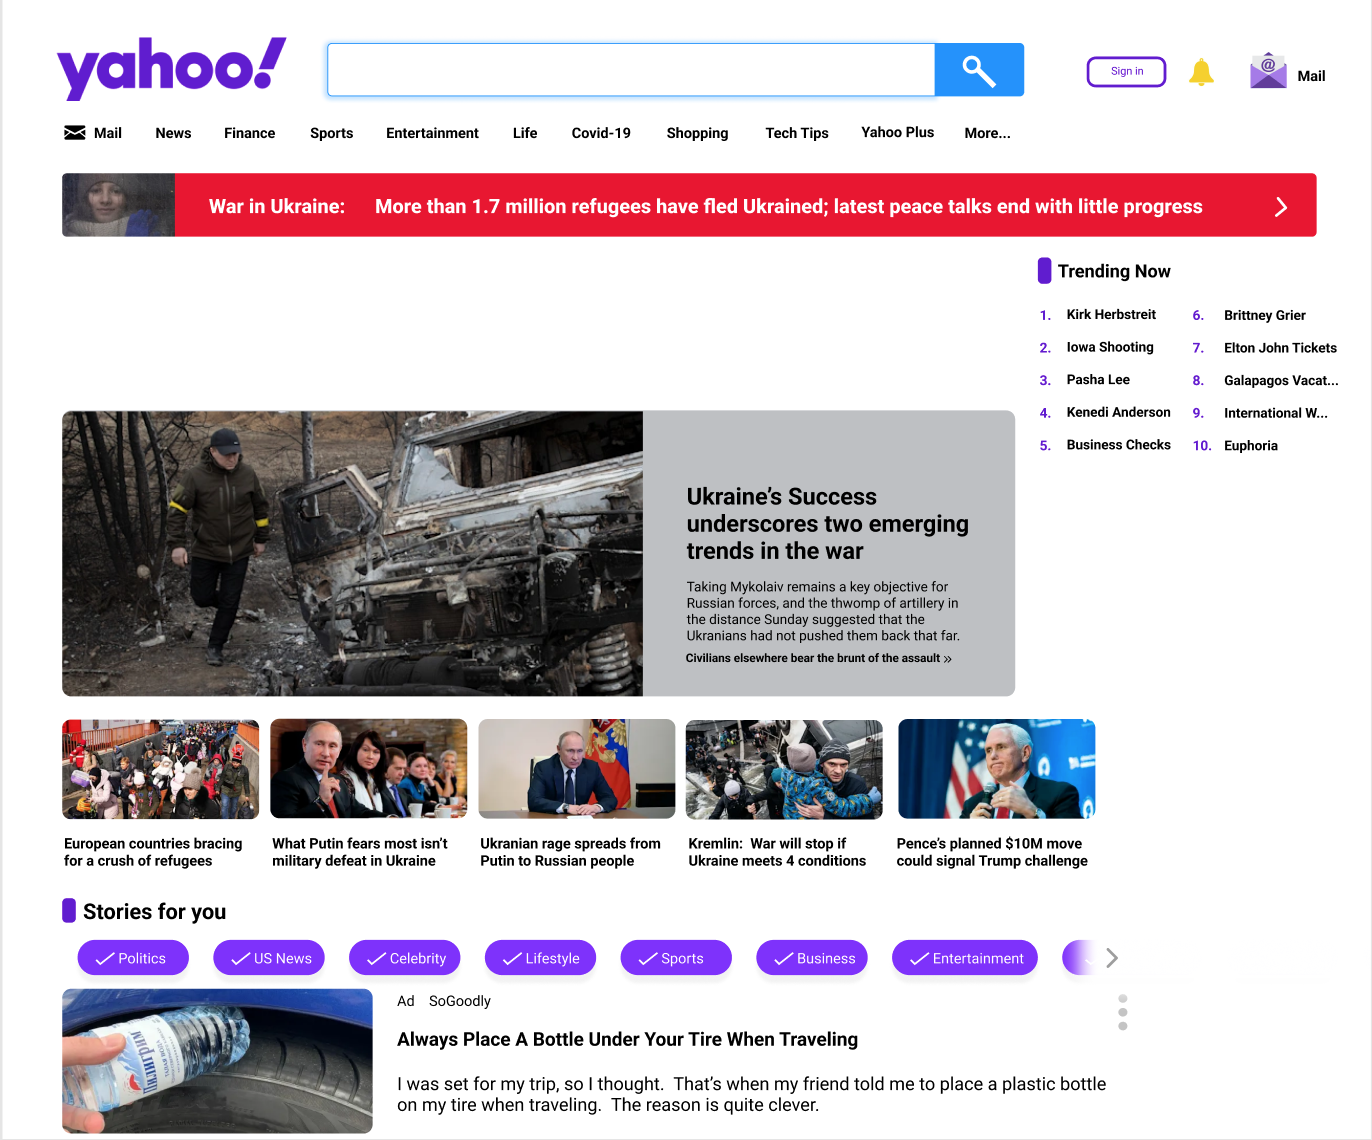 yahoo!
Sign in
@
Mail
Mail
News
Finance
Sports
Entertainment
Life
Covid-19
Shopping
Tech Tips
Yahoo Plus
More...
War in Ukraine: More than 1.7 million refugees have fled Ukrained; latest peace talks end with little progress
Trending Now
1. Kirk Herbstreit
2. Iowa Shooting
3. Pasha Lee
4. Kenedi Anderson
5. Business Checks
6. Brittney Grier
7. Elton John Tickets
8. Galapagos Vacat...
9. International W...
10. Euphoria
Ukraine’s Success
underscores two emerging
trends in the war
Taking Mykolaiv remains a key objective for
Russian forces, and the thwomp of artillery in
the distance Sunday suggested that the
Ukranians had not pushed them back that far.
Civilians elsewhere bear the brunt of the assault »
European countries bracing
for a crush of refugees
What Putin fears most isn’t
military defeat in Ukraine
Ukranian rage spreads from
Putin to Russian people
Kremlin:  War will stop if
Ukraine meets 4 conditions
Pence’s planned $10M move
could signal Trump challenge
Stories for you
Politics
US News
Celebrity
Lifestyle
Sports
Business
Entertainment
Ad SoGoodly
Always Place A Bottle Under Your Tire When Traveling
I was set for my trip, so I thought.  That’s when my friend told me to place a plastic bottle
on my tire when traveling.  The reason is quite clever.
Пилигрим